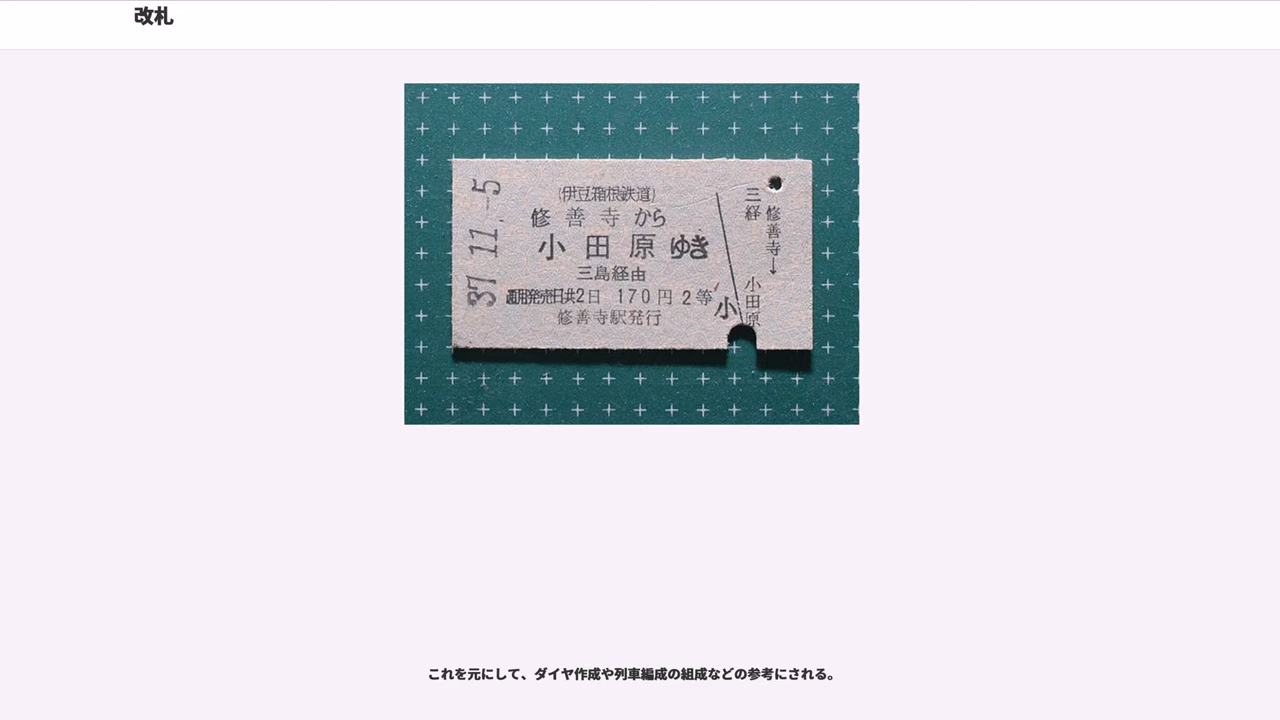 改札
37.11.-5
(伊豆箱根鉄道)
修善寺から
小田原ゆき
三島経由
通用発売日共2日 170円 2等
修善寺駅発行
小
三経
修善寺→小田原
これを元にして、ダイヤ作成や列車編成の組成などの参考にされる。